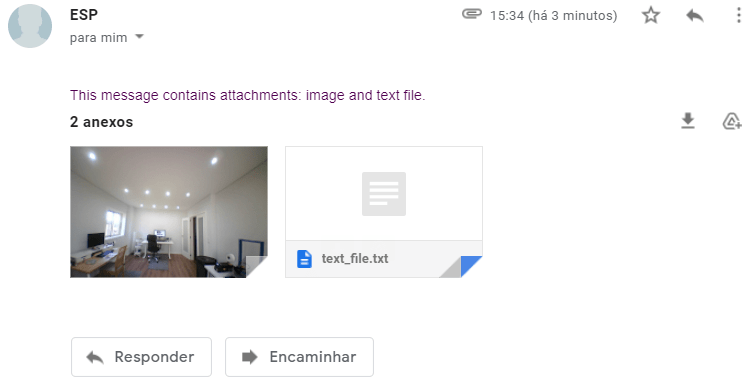 ESP
15:34 (há 3 minutos)
para mim
This message contains attachments: image and text file.
2 anexos
text_file.txt
Responder
Encaminhar